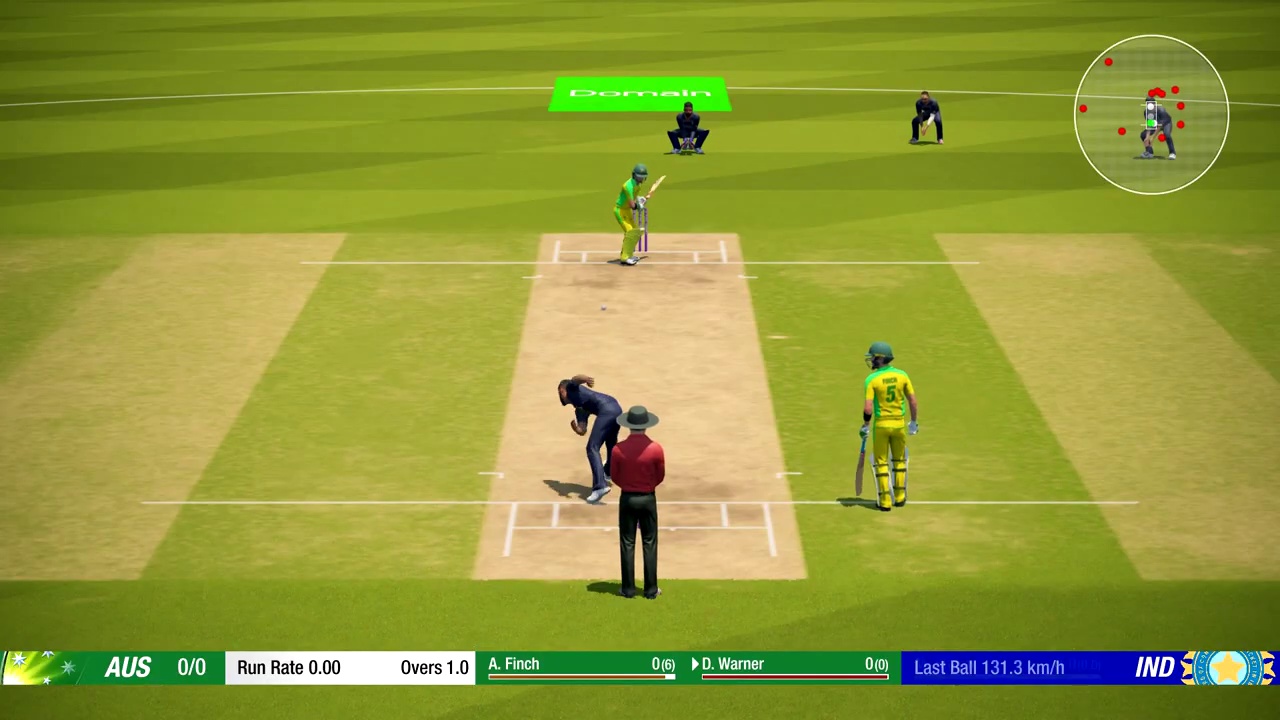 Domain
FINCH
5
AUS 0/0 Run Rate 0.00 Overs 1.0 A. Finch 0(6) D. Warner 0(0) Last Ball 131.3 km/h IND